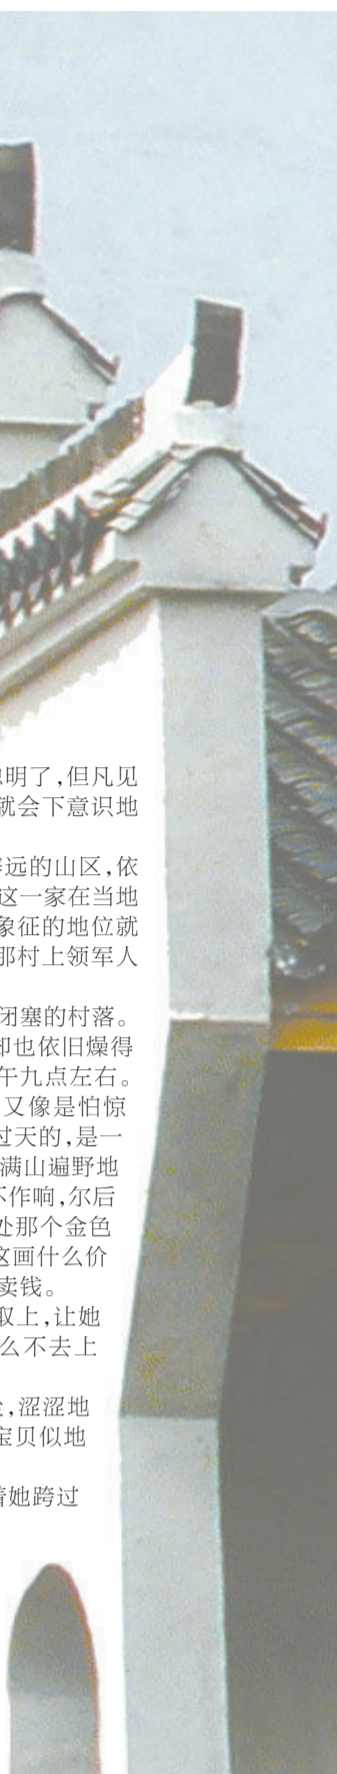 明了,但凡见
就会下意识地
远的山区,依
这一家在当地
象征的地位就
那村上领军人
闭塞的村落。
却也依旧燥得
午九点左右。
又像是怕惊
过天的,是一
满山遍野地
不作响,尔后
处那个金色
这画什么价
卖钱。
取上,让她
么不去上
,涩涩地
宝贝似地
着她跨过